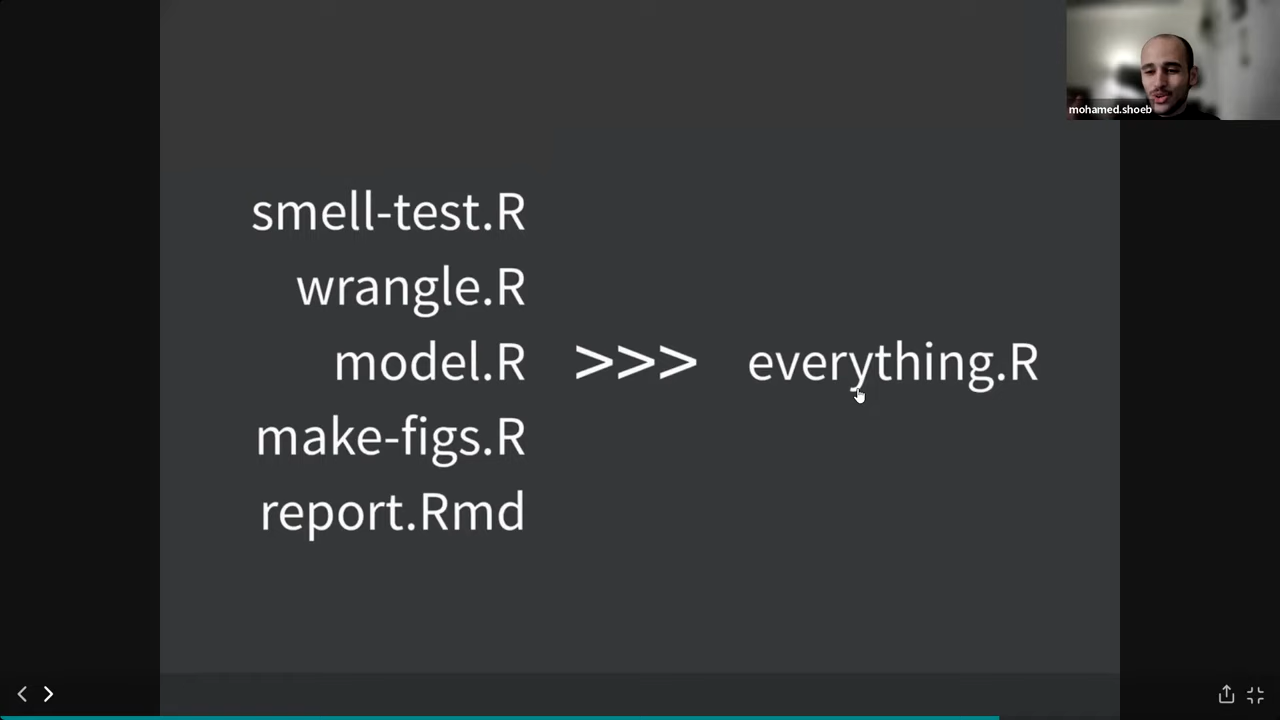 mohamed.shoeb
smell-test.R
wrangle.R
model.R >>> everything.R
make-figs.R
report.Rmd